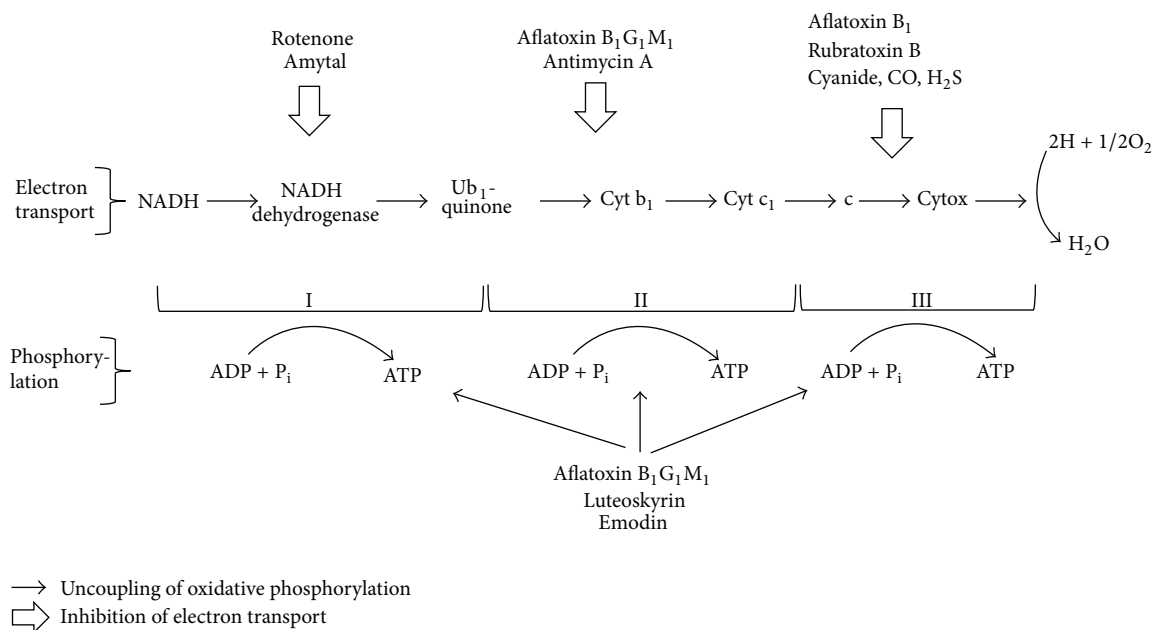 Rotenone
Amytal
Aflatoxin B₁G₁M₁
Antimycin A
Aflatoxin B₁
Rubratoxin B
Cyanide, CO, H₂S
Electron
transport
NADH
NADH
dehydrogenase
Ub₁-
quinone
Cyt b₁
Cyt c₁
c
Cytox
2H + 1/2O₂
H₂O
I
II
III
Phosphory-
lation
ADP + Pᵢ
ATP
ADP + Pᵢ
ATP
ADP + Pᵢ
ATP
Aflatoxin B₁G₁M₁
Luteoskyrin
Emodin
Uncoupling of oxidative phosphorylation
Inhibition of electron transport